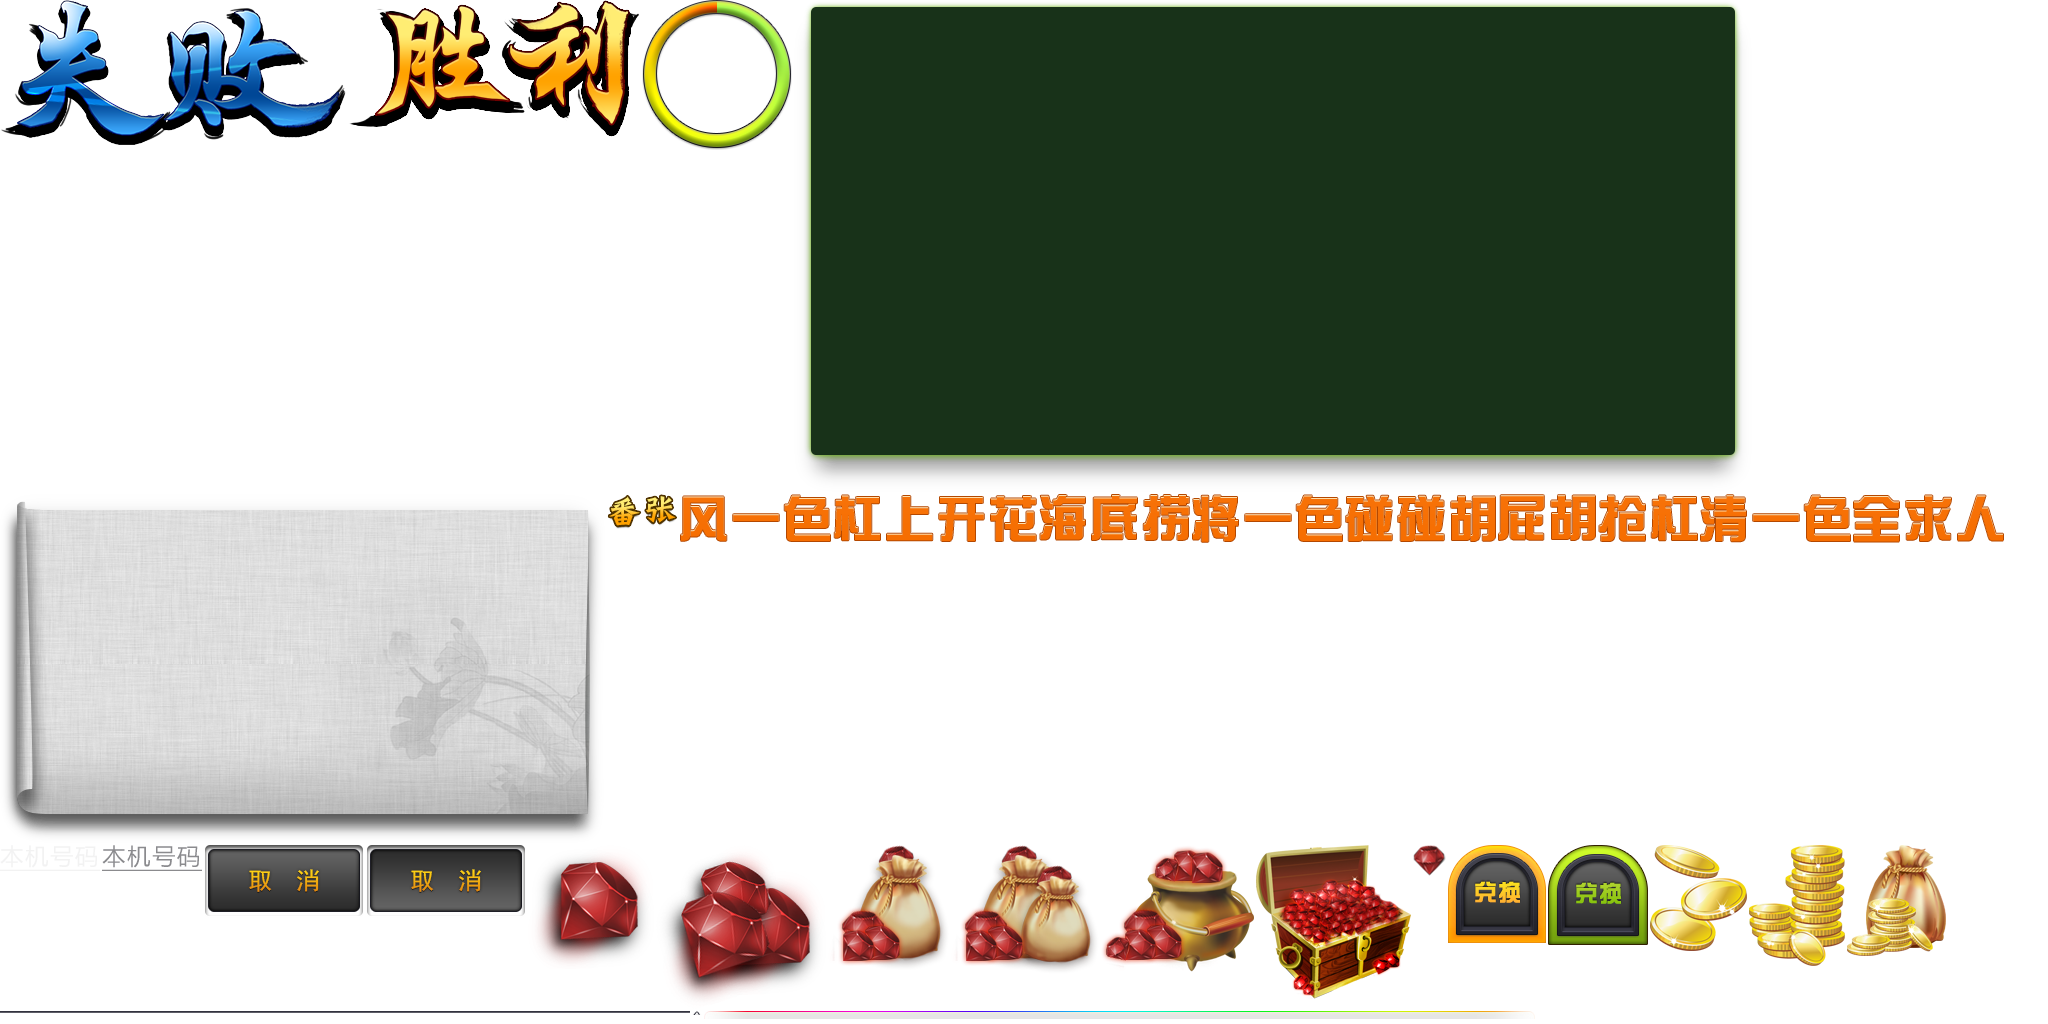 失败 胜利
番 张 风一色杠上开花海底捞将一色碰碰胡屁胡抢杠清一色全求人
本机号码 本机号码
取 消 取 消
兑换 兑换